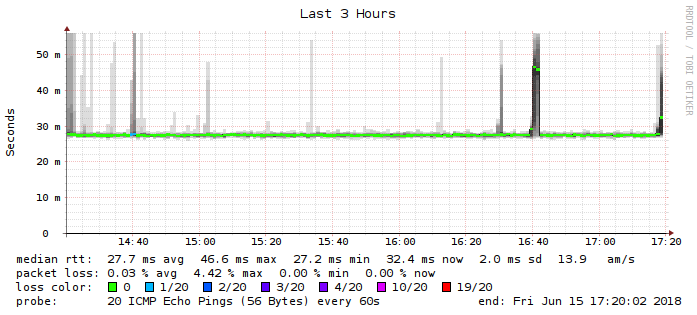 Last 3 Hours
RRDTOOL / TOBI OETIKER
Seconds
50 m
40 m
30 m
20 m
10 m
0
14:40 15:00 15:20 15:40 16:00 16:20 16:40 17:00 17:20
median rtt: 27.7 ms avg 46.6 ms max 27.2 ms min 32.4 ms now 2.0 ms sd 13.9 am/s
packet loss: 0.03 % avg 4.42 % max 0.00 % min 0.00 % now
loss color: 0 1/20 2/20 3/20 4/20 10/20 19/20
probe: 20 ICMP Echo Pings (56 Bytes) every 60s end: Fri Jun 15 17:20:02 2018